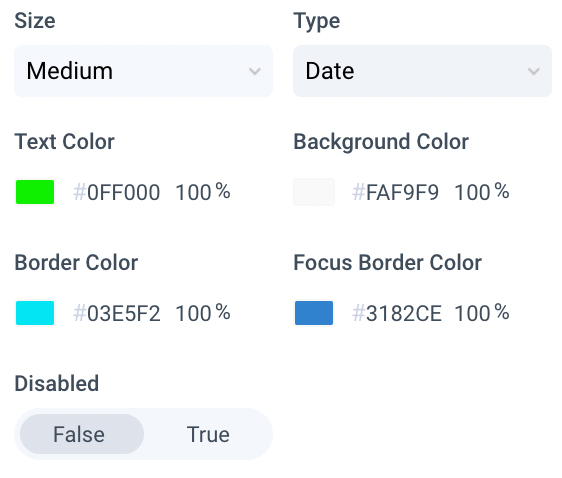 Size Type
Medium Date
Text Color Background Color
#0FF000 100% #FAF9F9 100%
Border Color Focus Border Color
#03E5F2 100% #3182CE 100%
Disabled
False True